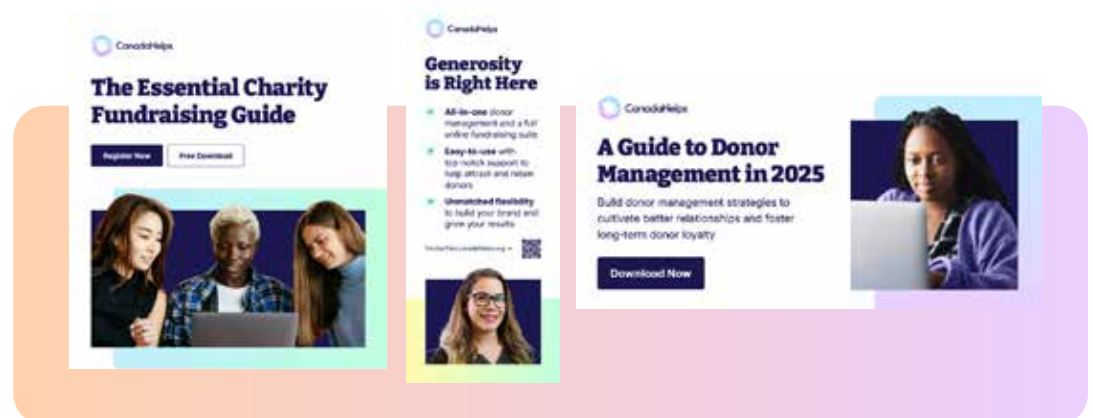 CanadaHelps
The Essential Charity
Fundraising Guide
Register Now
Free Download
CanadaHelps
Generosity
is Right Here
All-in-one donor
management and a full
online fundraising suite
Easy-to-use with
top-notch support to
help attract and retain
donors
Unmatched flexibility
to build your brand and
grow your results
CanadaHelps
A Guide to Donor
Management in 2025
Build donor management strategies to
cultivate better relationships and foster
long-term donor loyalty
Download Now